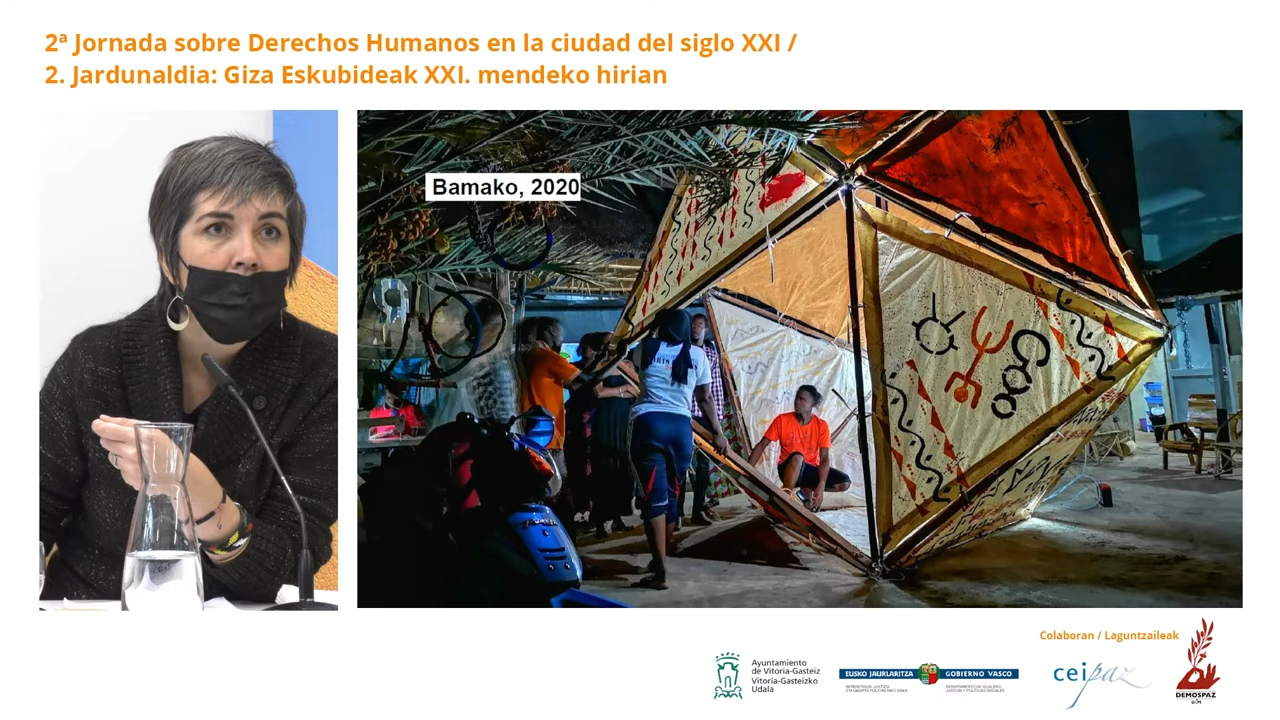 2ª Jornada sobre Derechos Humanos en la ciudad del siglo XXI /
2. Jardunaldia: Giza Eskubideak XXI. mendeko hirian
Bamako, 2020
Colaboran / Laguntzaileak
Ayuntamiento
de Vitoria-Gasteiz
Vitoria-Gasteizko
Udala
EUSKO JAURLARITZA
GOBIERNO VASCO
ceipaz
DEMOSPAZ